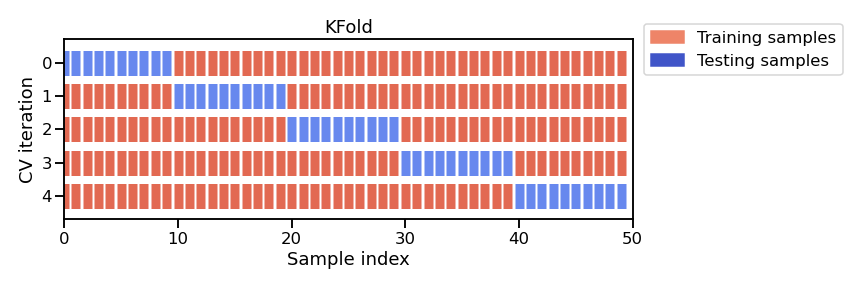 KFold
Training samples
Testing samples
CV iteration
0
1
2
3
4
0 10 20 30 40 50
Sample index